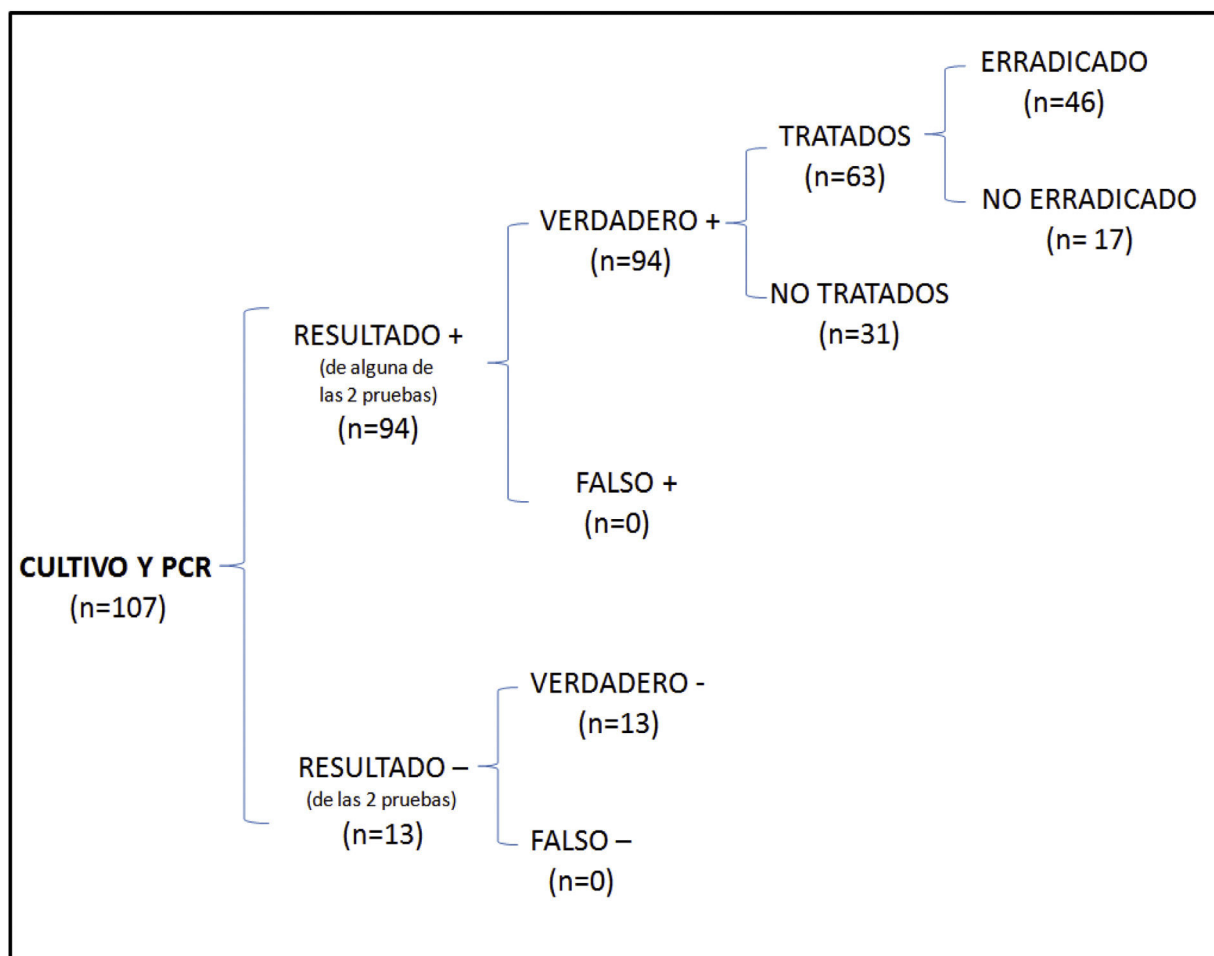 CULTIVO Y PCR
(n=107)
RESULTADO +
(de alguna de
las 2 pruebas)
(n=94)
VERDADERO +
(n=94)
TRATADOS
(n=63)
ERRADICADO
(n=46)
NO ERRADICADO
(n= 17)
NO TRATADOS
(n=31)
FALSO +
(n=0)
RESULTADO –
(de las 2 pruebas)
(n=13)
VERDADERO -
(n=13)
FALSO –
(n=0)